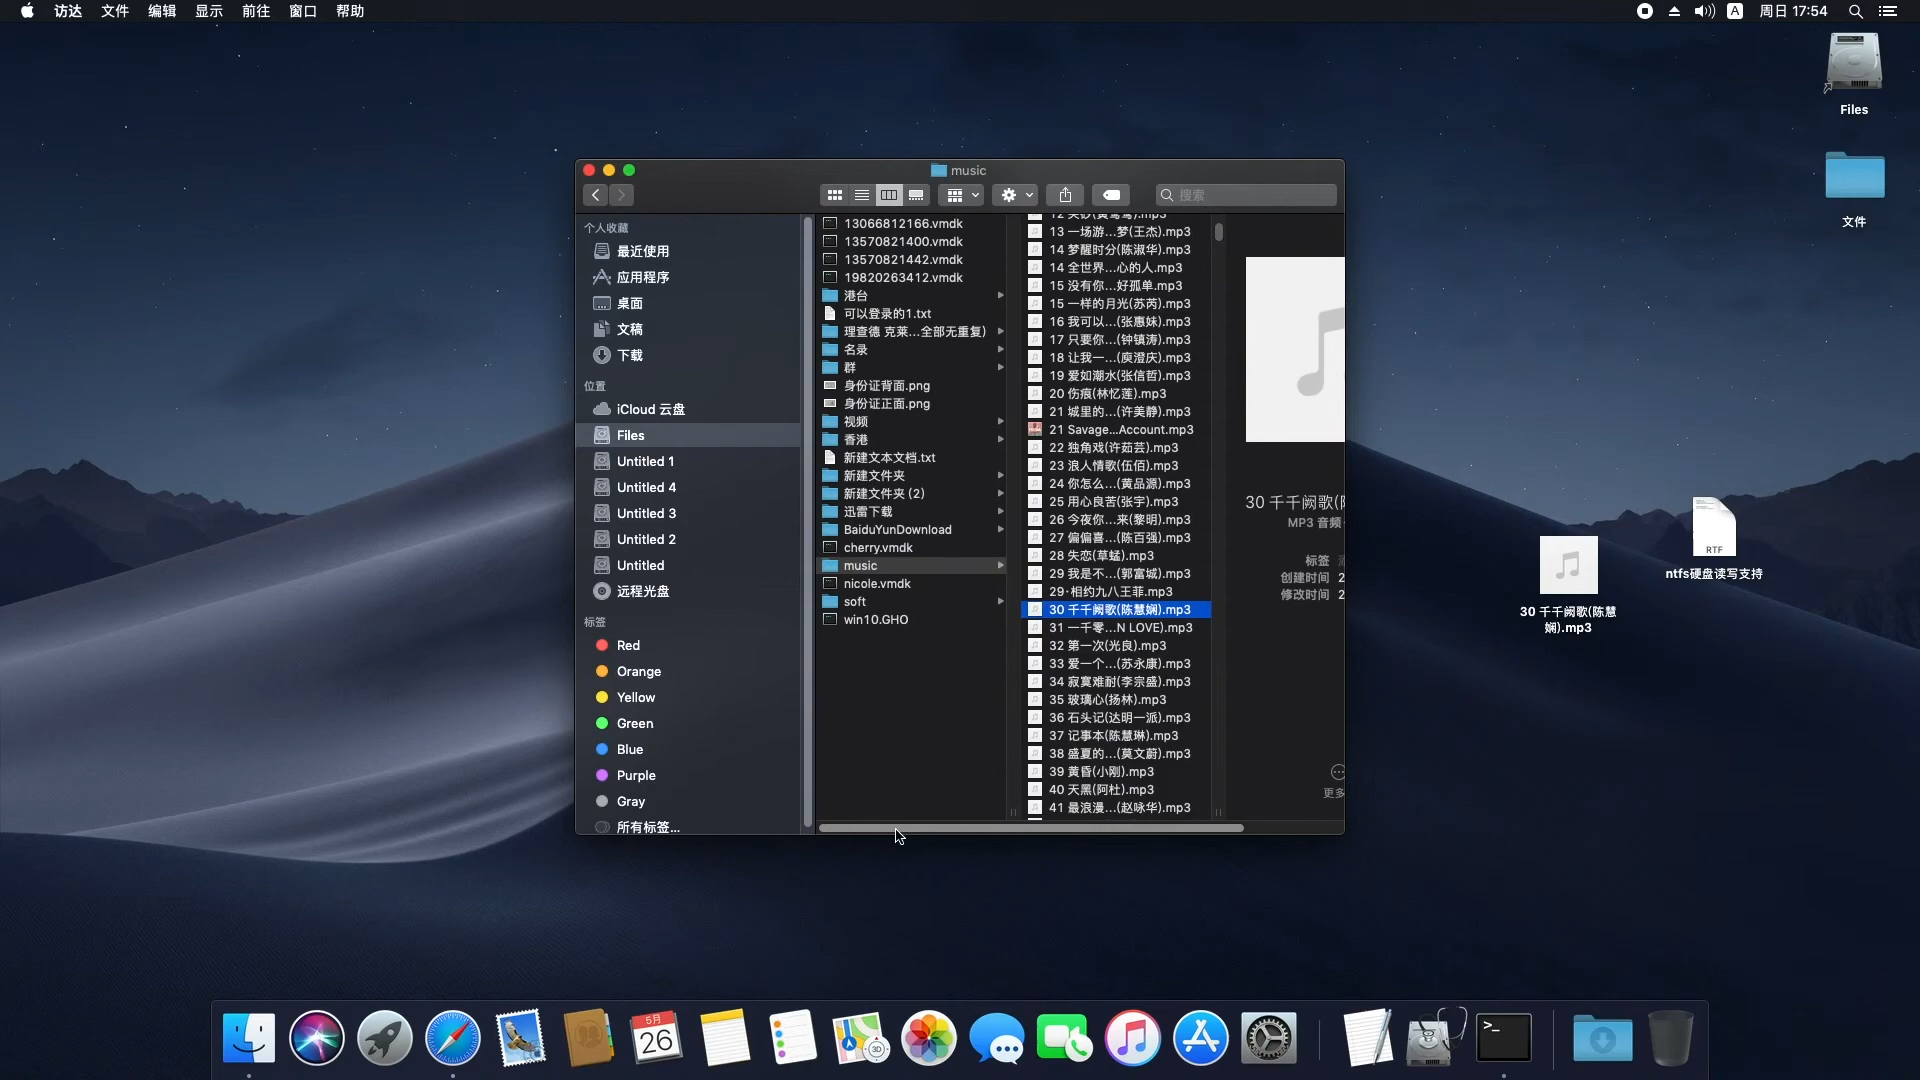 访达 文件 编辑 显示 前往 窗口 帮助
A 周日 17:54
Files
文件
music
搜索
个人收藏
最近使用
应用程序
桌面
文稿
下载
位置
iCloud 云盘
Files
Untitled 1
Untitled 4
Untitled 3
Untitled 2
Untitled
远程光盘
标签
Red
Orange
Yellow
Green
Blue
Purple
Gray
所有标签...
13066812166.vmdk
13570821400.vmdk
13570821442.vmdk
19820263412.vmdk
港台
可以登录的1.txt
理查德 克莱...全部无重复)
名录
群
身份证背面.png
身份证正面.png
视频
香港
新建文本文档.txt
新建文件夹
新建文件夹 (2)
迅雷下载
BaiduYunDownload
cherry.vmdk
music
nicole.vmdk
soft
win10.GHO
13 一场游...梦(王杰).mp3
14 梦醒时分(陈淑华).mp3
14 全世界...心的人.mp3
15 没有你...好孤单.mp3
15 一样的月光(苏芮).mp3
16 我可以...(张惠妹).mp3
17 只要你...(钟镇涛).mp3
18 让我一...(庾澄庆).mp3
19 爱如潮水(张信哲).mp3
20 伤痕(林忆莲).mp3
21 城里的...(许美静).mp3
21 Savage...Account.mp3
22 独角戏(许茹芸).mp3
23 浪人情歌(伍佰).mp3
24 你怎么...(黄品源).mp3
25 用心良苦(张宇).mp3
26 今夜你...来(黎明).mp3
27 偏偏喜...(陈百强).mp3
28 失恋(草蜢).mp3
29 我是不...(郭富城).mp3
29·相约九八王菲.mp3
30 千千阙歌(陈慧娴).mp3
31 一千零...N LOVE).mp3
32 第一次(光良).mp3
33 爱一个...(苏永康).mp3
34 寂寞难耐(李宗盛).mp3
35 玻璃心(扬林).mp3
36 石头记(达明一派).mp3
37 记事本(陈慧琳).mp3
38 盛夏的...(莫文蔚).mp3
39 黄昏(小刚).mp3
40 天黑(阿杜).mp3
41 最浪漫...(赵咏华).mp3
30 千千阙歌(
MP3 音频
标签
创建时间 2
修改时间 2
更多
30 千千阙歌(陈慧
娴).mp3
RTF
ntfs硬盘读写支持
5月
26
3D
>_